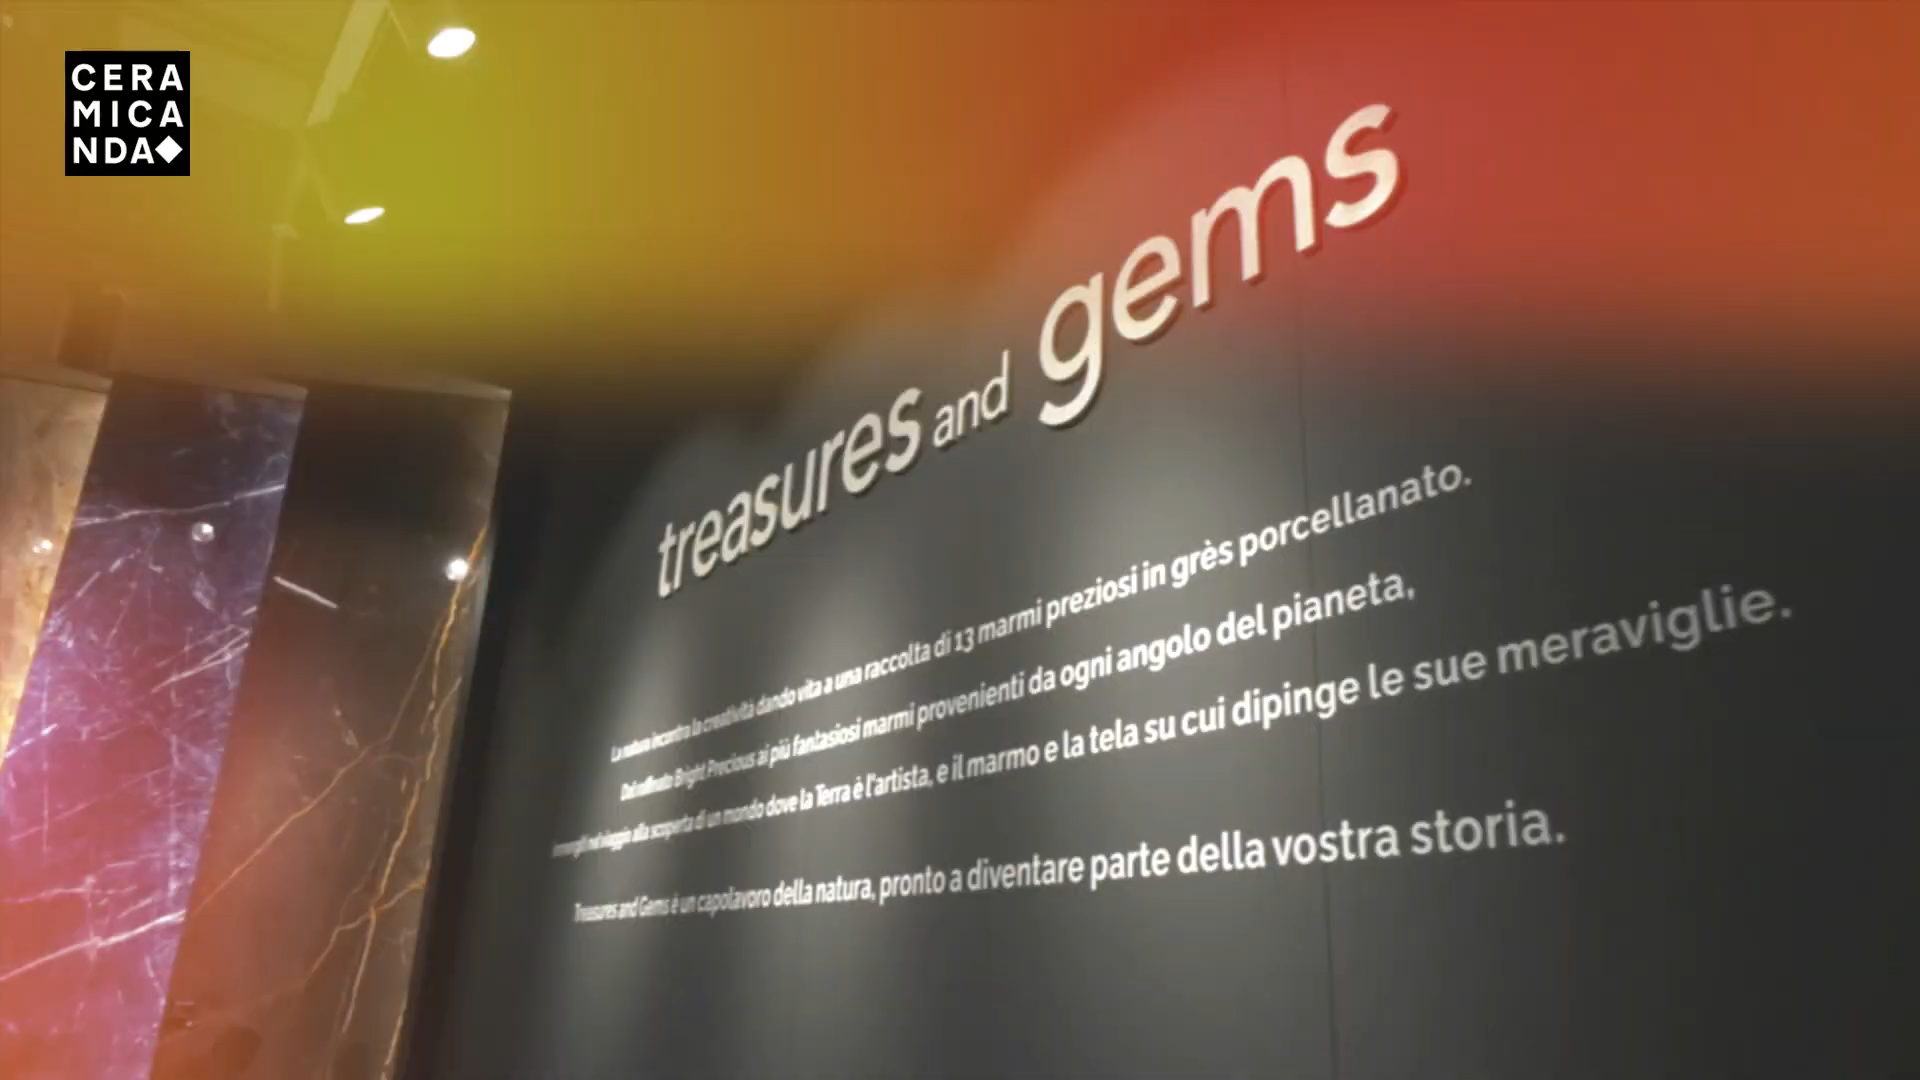 CERA
MICA
NDA
treasures and gems
La natura incontra la creatività dando vita a una raccolta di 13 marmi preziosi in grès porcellanato.
Dal raffinato Bright Precious ai più fantasiosi marmi provenienti da ogni angolo del pianeta,
nel viaggio alla scoperta di un mondo dove la Terra è l'artista, e il marmo e la tela su cui dipinge le sue meraviglie.
Treasures and Gems è un capolavoro della natura, pronto a diventare parte della vostra storia.